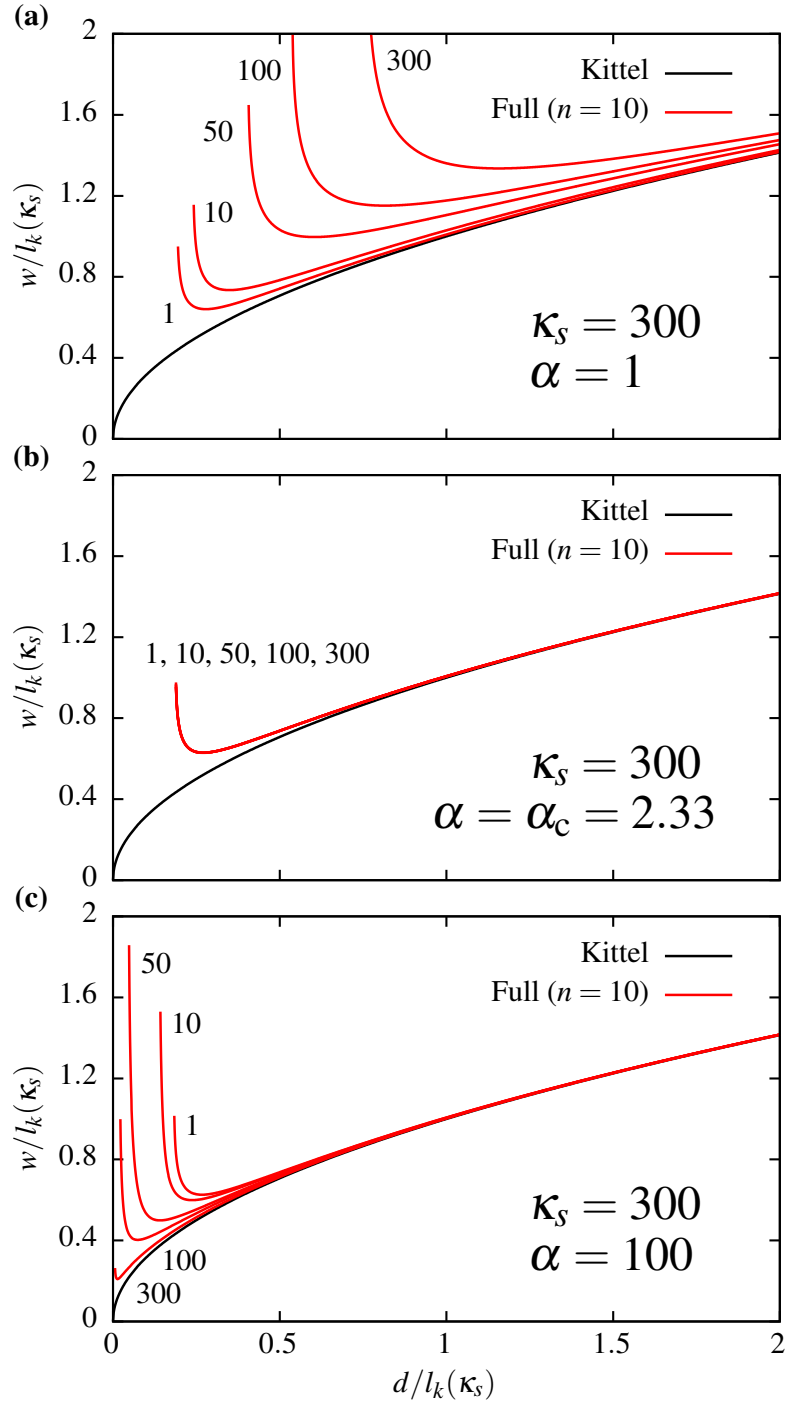 (a)
2
1.6
1.2
0.8
0.4
0
w/l_k(κ_s)
300
100
50
10
1
Kittel
Full (n = 10)
κ_s = 300
α = 1
(b)
2
1.6
1.2
0.8
0.4
0
w/l_k(κ_s)
1, 10, 50, 100, 300
Kittel
Full (n = 10)
κ_s = 300
α = α_c = 2.33
(c)
2
1.6
1.2
0.8
0.4
0
w/l_k(κ_s)
50
10
1
100
300
Kittel
Full (n = 10)
κ_s = 300
α = 100
0 0.5 1 1.5 2
d/l_k(κ_s)